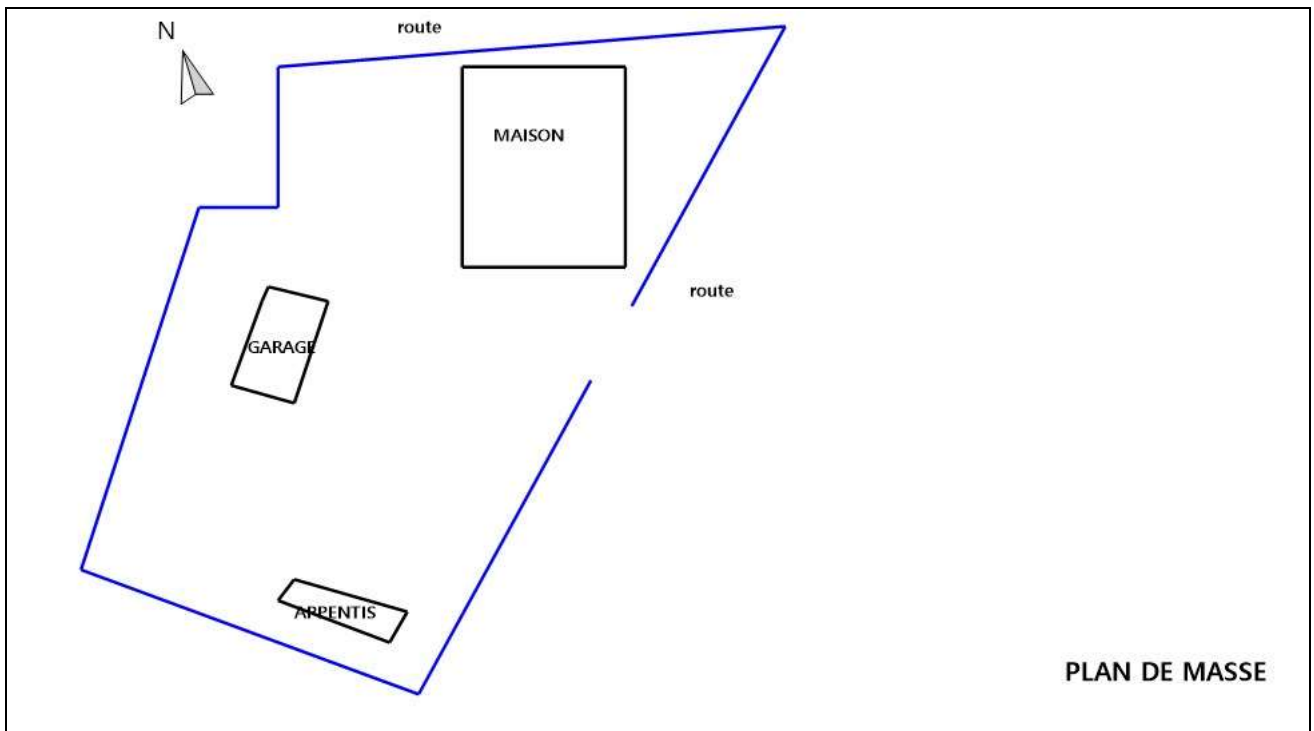 N
route
MAISON
route
GARAGE
APPENTIS
PLAN DE MASSE